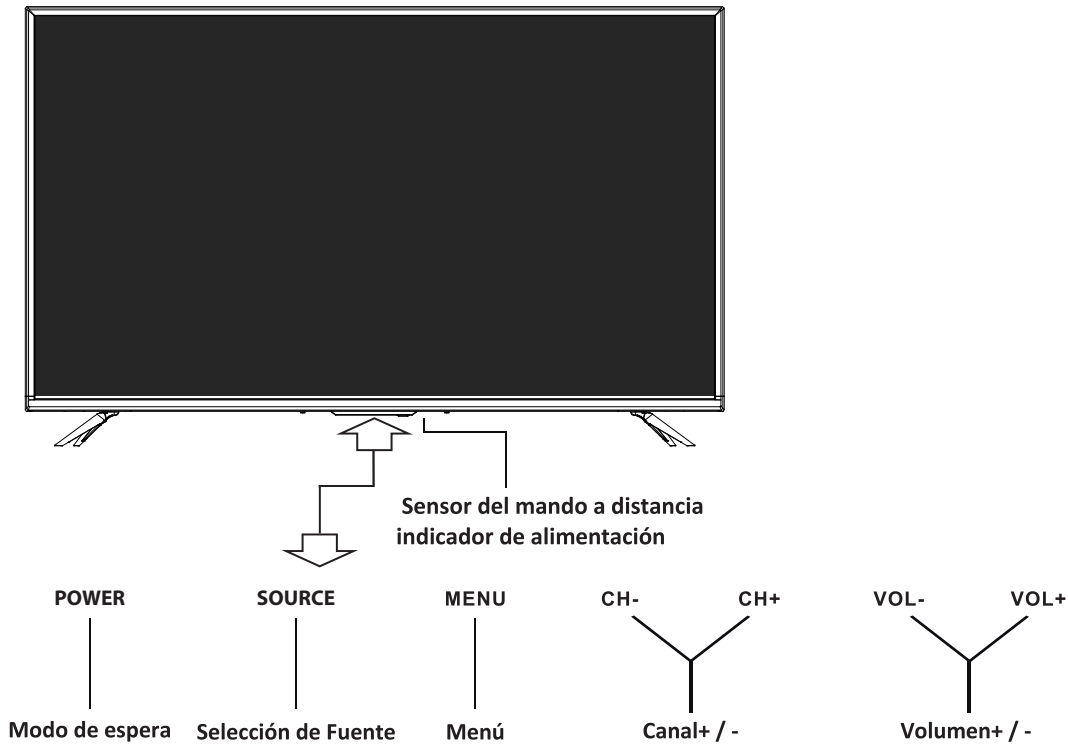 Sensor del mando a distancia
indicador de alimentación
POWER SOURCE MENU CH- CH+ VOL- VOL+
Modo de espera Selección de Fuente Menú Canal+ / - Volumen+ / -